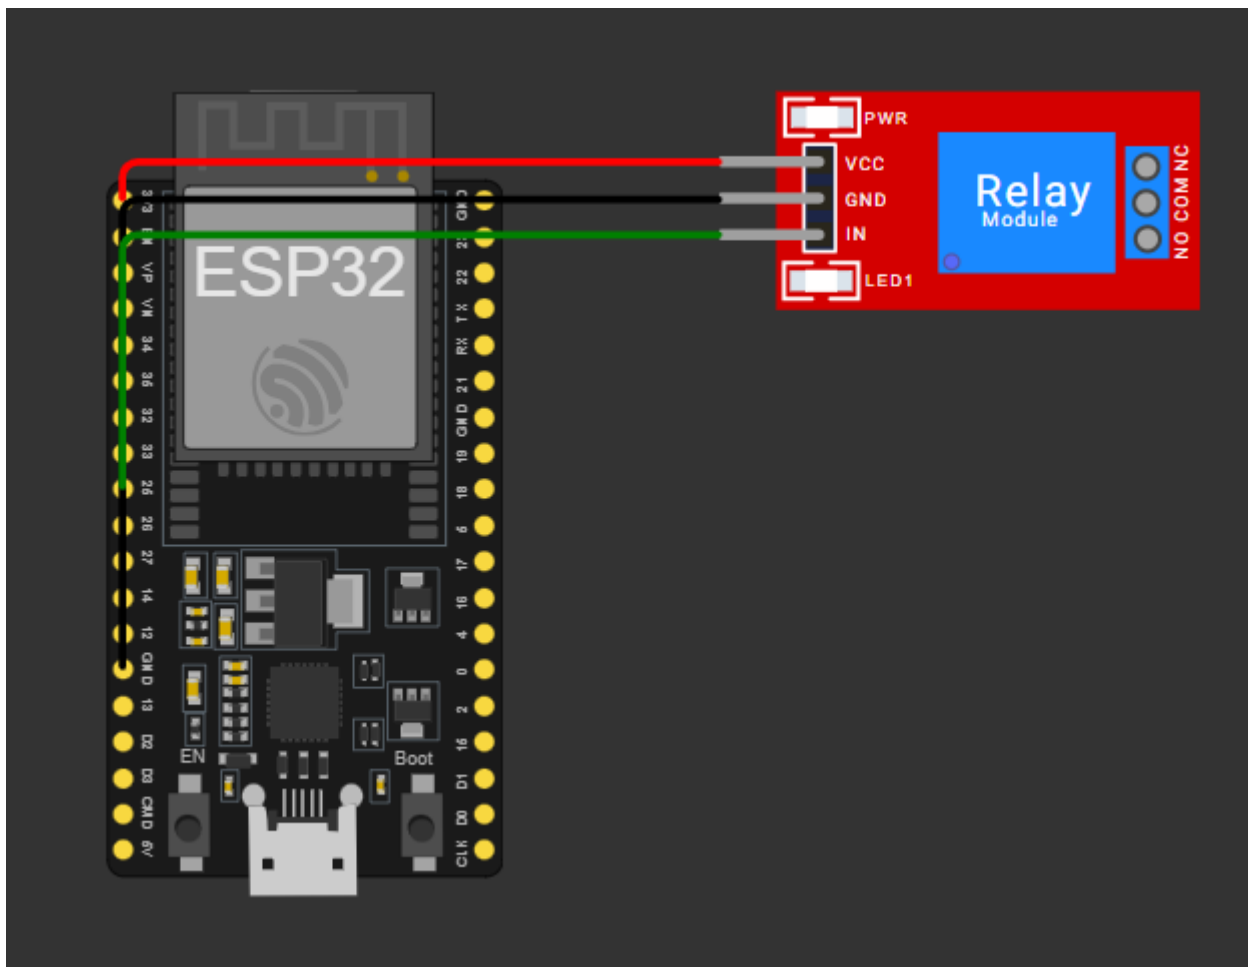 PWR
VCC
GND
IN
LED1
Relay
Module
NC
COM
NO
ESP32
3V3
EN
VP
VN
34
35
32
33
25
26
27
14
12
GND
13
D2
D3
CMD
5V
GND
23
22
TX
RX
21
GND
19
18
5
17
16
4
0
2
15
D1
D0
CLK
EN
Boot